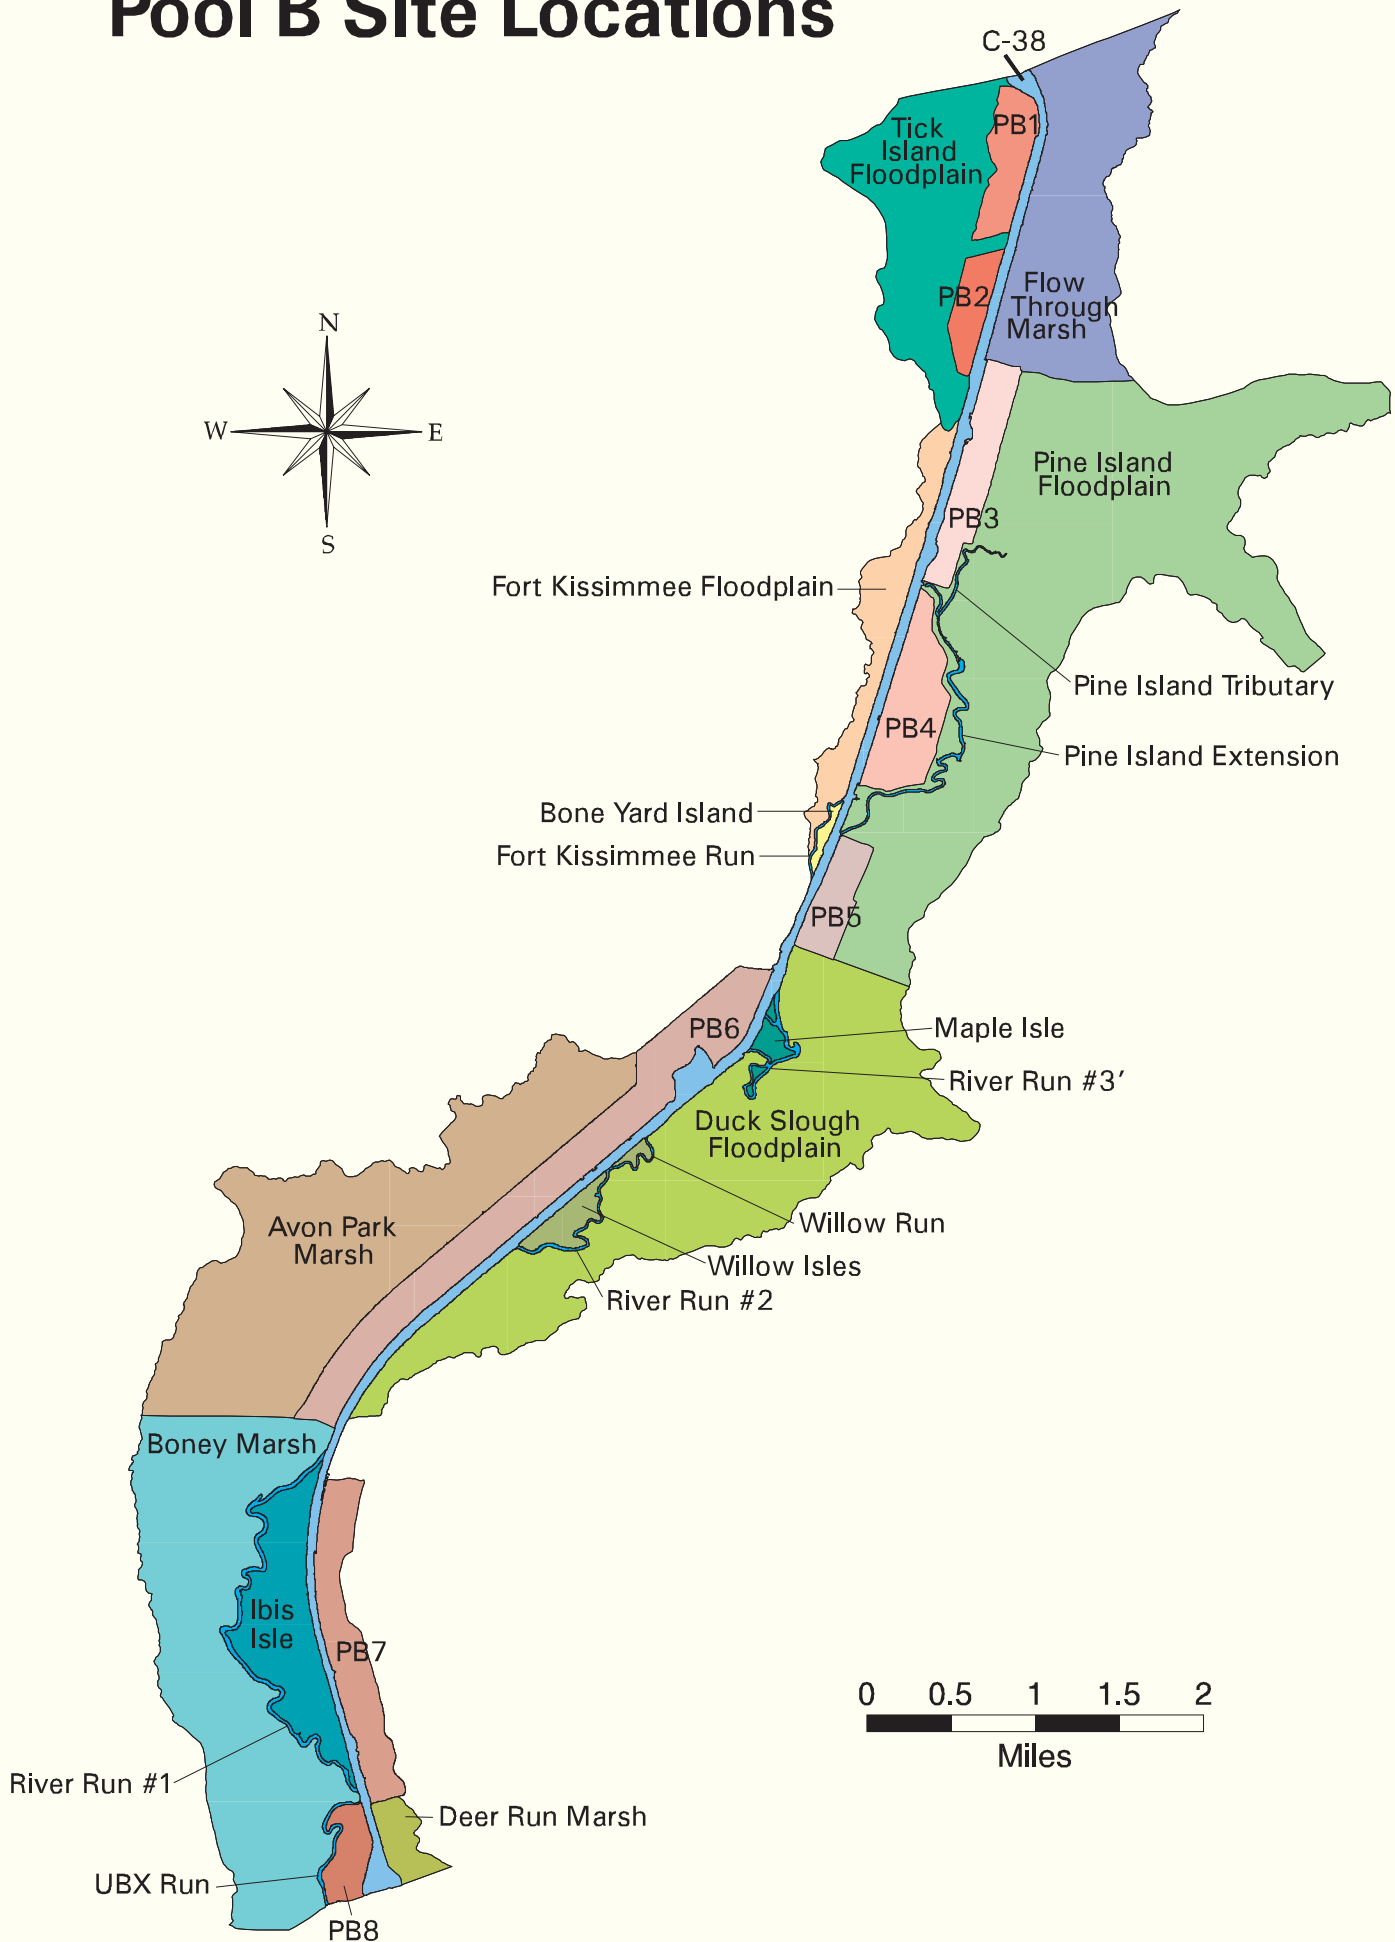 Pool B Site Locations
C-38
PB1
Tick
Island
Floodplain
PB2
Flow
Through
Marsh
N
W
E
S
Pine Island
Floodplain
PB3
Fort Kissimmee Floodplain
Pine Island Tributary
PB4
Pine Island Extension
Bone Yard Island
Fort Kissimmee Run
PB5
PB6
Maple Isle
River Run #3′
Duck Slough
Floodplain
Avon Park
Marsh
Willow Run
Willow Isles
River Run #2
Boney Marsh
Ibis
Isle
PB7
0 0.5 1 1.5 2
Miles
River Run #1
Deer Run Marsh
UBX Run
PB8